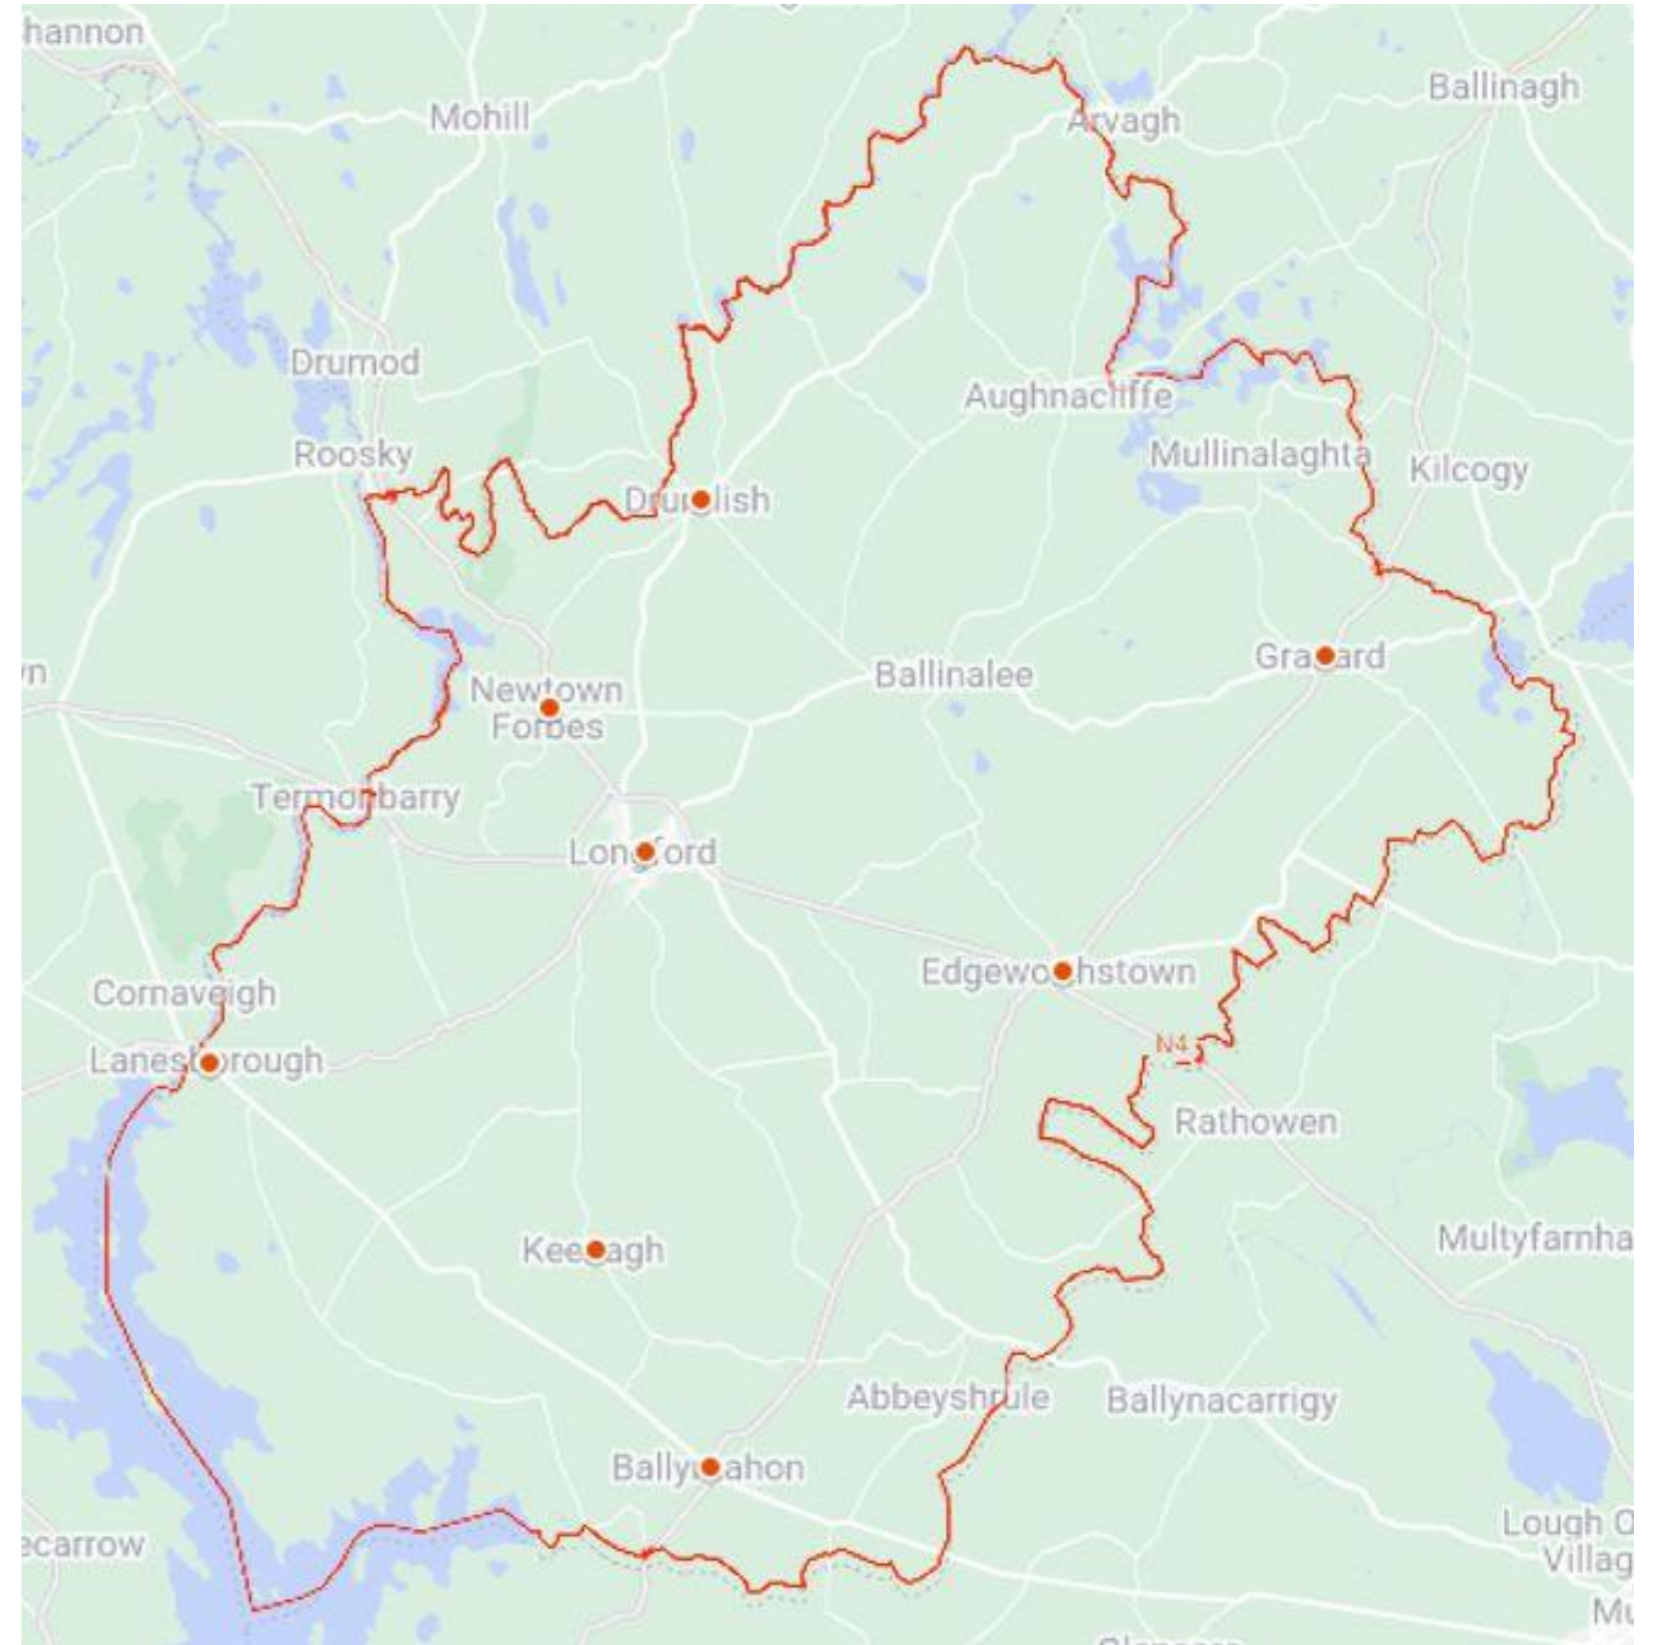 hannon
Mohill
Ballinagh
Arvagh
Drumod
Aughnacliffe
Roosky
Mullinalaghta
Kilcogy
Drumlish
Granard
Ballinalee
Newtown
Forbes
Termonbarry
Longford
Edgeworthstown
Cornaveigh
N4
Lanesborough
Rathowen
Keenagh
Multyfarnha
Abbeyshrule
Ballynacarrigy
Ballymahon
Lough O
Villag
ecarrow
Mu